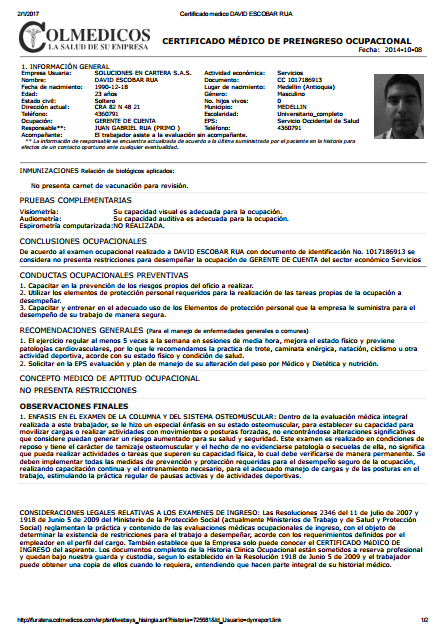 2/1/2017 Certificado medico DAVID ESCOBAR RUA
COLMEDICOS
LA SALUD DE SU EMPRESA
CERTIFICADO MÉDICO DE PREINGRESO OCUPACIONAL
Fecha: 2014-10-08
1. INFORMACIÓN GENERAL
Empresa Usuaria: SOLUCIONES EN CARTERA S.A.S. Actividad económica: Servicios
Nombre: DAVID ESCOBAR RUA Documento: CC 1017186913
Fecha de nacimiento: 1990-12-18 Lugar de nacimiento: Medellin (Antioquia)
Edad: 23 años Género: Masculino
Estado civil: Soltero No. hijos vivos: 0
Dirección actual: CRA 82 N 48 21 Municipio: MEDELLIN
Teléfono: 4360791 Escolaridad: Universitario_completo
Ocupación: GERENTE DE CUENTA EPS: Servicio Occidental de Salud
Responsable**: JUAN GABRIEL RUA (PRIMO ) Teléfono: 4360791
Acompañante: El trabajador asiste a la evaluación sin acompañante.
** La información de responsable se encuentra actualizada de acuerdo a la última suministrada por el paciente en la historia para
efectos de un contacto oportuno ante cualquier eventualidad.
INMUNIZACIONES Relación de biológicos aplicados:
No presenta carnet de vacunación para revisión.
PRUEBAS COMPLEMENTARIAS
Visiometría: Su capacidad visual es adecuada para la ocupación.
Audiometría: Su capacidad auditiva es adecuada para la ocupación.
Espirometría computarizada: NO REALIZADA.
CONCLUSIONES OCUPACIONALES
De acuerdo al examen ocupacional realizado a DAVID ESCOBAR RUA con documento de identificación No. 1017186913 se
considera no presenta restricciones para desempeñar la ocupación de GERENTE DE CUENTA del sector económico Servicios
CONDUCTAS OCUPACIONALES PREVENTIVAS
1. Capacitar en la prevención de los riesgos propios del oficio a realizar.
2. Utilizar los elementos de protección personal requeridos para la realización de las tareas propias de la ocupación a
desempeñar.
3. Capacitar y entrenar en el adecuado uso de los Elementos de protección personal que la empresa le suministra para el
desempeño de su trabajo de manera segura.
RECOMENDACIONES GENERALES (Para el manejo de enfermedades generales o comunes)
1. El ejercicio regular al menos 5 veces a la semana en sesiones de media hora, mejora el estado físico y previene
patologías cardiovasculares, por lo que le recomendamos la practica de trote, caminata enérgica, natación, ciclismo u otra
actividad deportiva, acorde con su estado físico y condición de salud.
2. Solicitar en la EPS evaluación y plan de manejo de su alteración del peso por Médico y Dietética y nutrición.
CONCEPTO MEDICO DE APTITUD OCUPACIONAL
NO PRESENTA RESTRICCIONES
OBSERVACIONES FINALES
1. ENFASIS EN EL EXAMEN DE LA COLUMNA Y DEL SISTEMA OSTEOMUSCULAR: Dentro de la evaluación médica integral
realizada a este trabajador, se le hizo un especial énfasis en su estado osteomuscular, para establecer su capacidad para
movilizar cargas o realizar actividades con movimientos o posturas forzadas, no encontrándose alteraciones significativas
que considere puedan generar un riesgo aumentado para su salud y seguridad. Este examen es realizado en condiciones de
reposo y tiene el carácter de tamizaje osteomuscular y el hecho de no evidenciarse patología o secuelas de ella, no significa
que pueda realizar actividades o tareas que superen su capacidad física, lo cual debe verificarse de manera permanente. Se
deben implementar todas las medidas de prevención y protección requeridas para el desempeño seguro de la ocupación,
realizando capacitación continua y el entrenamiento necesario, para el adecuado manejo de cargas y de las posturas en el
trabajo, estimulando la práctica regular de pausas activas y de actividades deportivas.
CONSIDERACIONES LEGALES RELATIVAS A LOS EXAMENES DE INGRESO: Las Resoluciones 2346 del 11 de julio de 2007 y
1918 de Junio 5 de 2009 del Ministerio de la Protección Social (actualmente Ministerios de Trabajo y de Salud y Protección
Social) reglamentan la práctica y contenido de las evaluaciones médicas ocupacionales de ingreso, con el objeto de
determinar la existencia de restricciones para el trabajo a desempeñar, acorde con los requerimientos definidos por el
empleador en el perfil del cargo. También establece que la Empresa solo puede conocer el CERTIFICADO MÉDICO DE
INGRESO del aspirante. Los documentos completos de la Historia Clínica Ocupacional están sometidos a reserva profesional
y quedan bajo nuestra guarda y custodia, según lo establecido en la Resolución 1918 de Junio 5 de 2009 y el trabajador
puede obtener una copia de ellos cuando lo requiera, entendiendo que hacen parte integral de su historial médico.
1/2